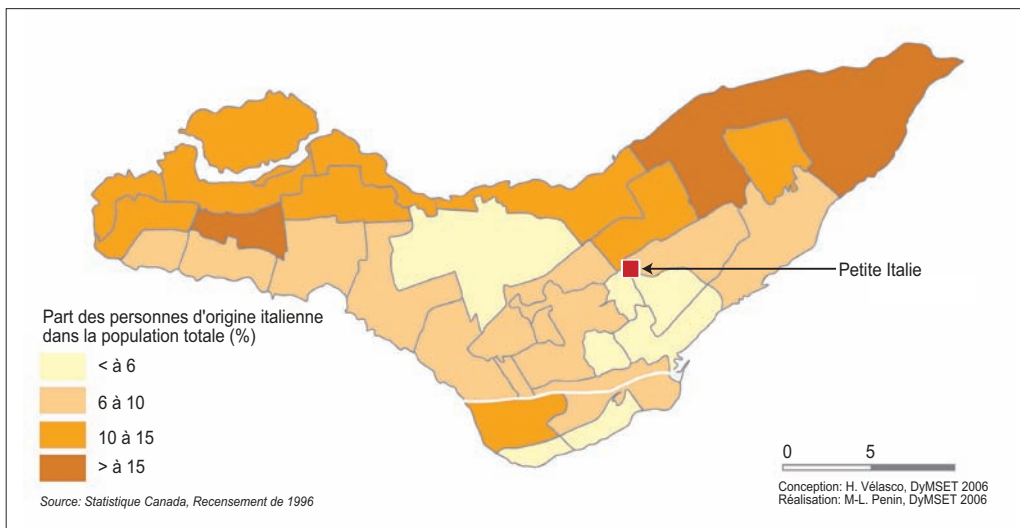 Petite Italie
Part des personnes d'origine italienne
dans la population totale (%)
< à 6
6 à 10
10 à 15
> à 15
Source: Statistique Canada, Recensement de 1996
0 5
Conception: H. Vélasco, DyMSET 2006
Réalisation: M-L. Penin, DyMSET 2006